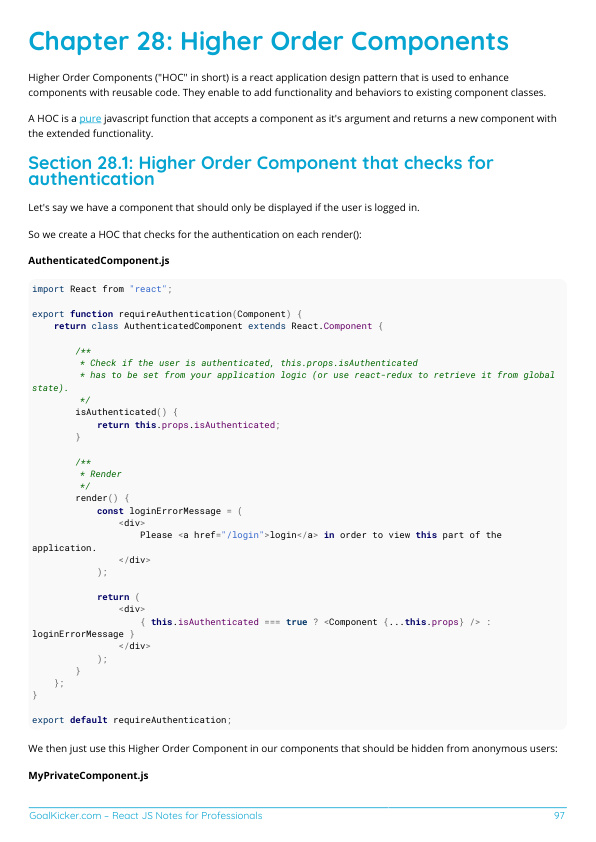 Chapter 28: Higher Order Components
Higher Order Components ("HOC" in short) is a react application design pattern that is used to enhance
components with reusable code. They enable to add functionality and behaviors to existing component classes.
A HOC is a pure javascript function that accepts a component as it's argument and returns a new component with
the extended functionality.
Section 28.1: Higher Order Component that checks for
authentication
Let's say we have a component that should only be displayed if the user is logged in.
So we create a HOC that checks for the authentication on each render():
AuthenticatedComponent.js
import React from "react";
export function requireAuthentication(Component) {
    return class AuthenticatedComponent extends React.Component {
        /**
         * Check if the user is authenticated, this.props.isAuthenticated
         * has to be set from your application logic (or use react-redux to retrieve it from global
state).
         */
        isAuthenticated() {
            return this.props.isAuthenticated;
        }
        /**
         * Render
         */
        render() {
            const loginErrorMessage = (
                <div>
                    Please <a href="/login">login</a> in order to view this part of the
application.
                </div>
            );
            return (
                <div>
                    { this.isAuthenticated === true ? <Component {...this.props} /> :
loginErrorMessage }
                </div>
            );
        }
    };
}
export default requireAuthentication;
We then just use this Higher Order Component in our components that should be hidden from anonymous users:
MyPrivateComponent.js
GoalKicker.com – React JS Notes for Professionals 97